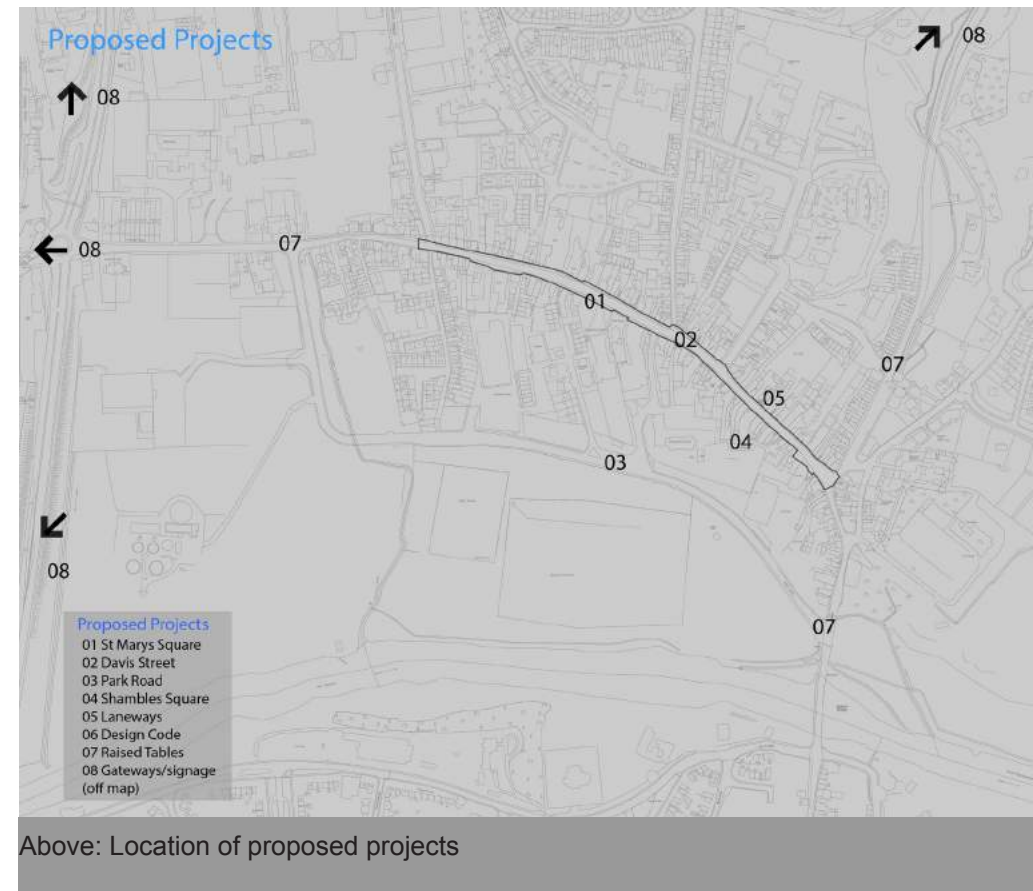 Proposed Projects
08
08
08
07
01
02
07
05
04
03
08
07
Proposed Projects
01 St Marys Square
02 Davis Street
03 Park Road
04 Shambles Square
05 Laneways
06 Design Code
07 Raised Tables
08 Gateways/signage
(off map)
Above: Location of proposed projects